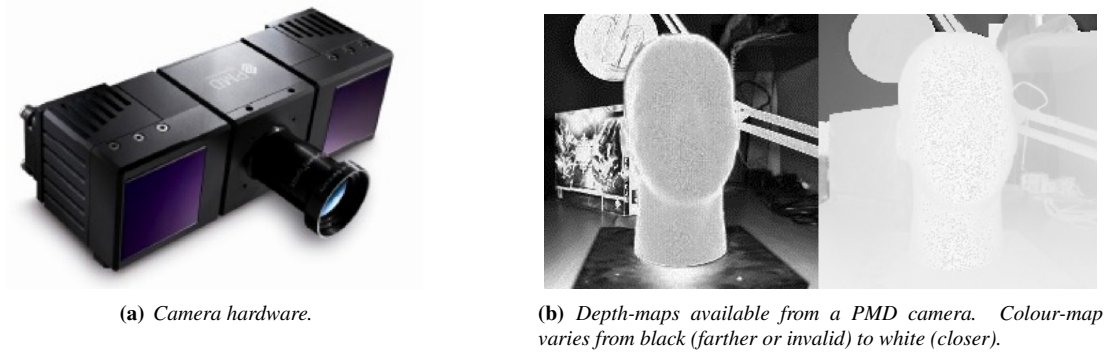 PMD
(a) Camera hardware.
(b) Depth-maps available from a PMD camera. Colour-map
varies from black (farther or invalid) to white (closer).